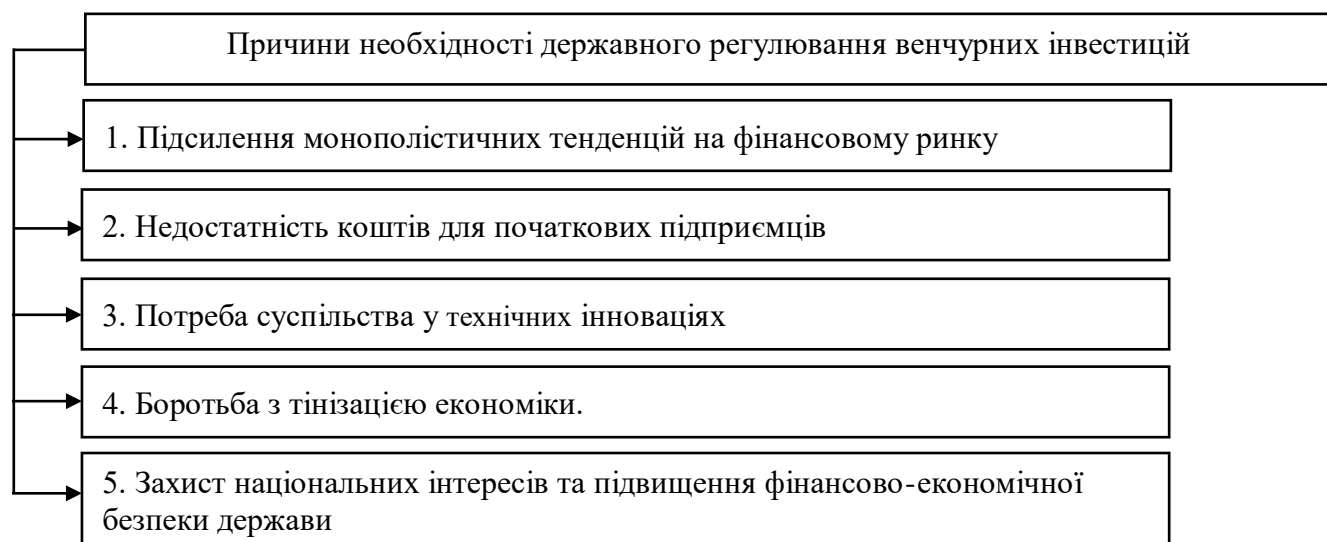 Причини необхідності державного регулювання венчурних інвестицій
1. Підсилення монополістичних тенденцій на фінансовому ринку
2. Недостатність коштів для початкових підприємців
3. Потреба суспільства у технічних інноваціях
4. Боротьба з тінізацією економіки.
5. Захист національних інтересів та підвищення фінансово-економічної
безпеки держави